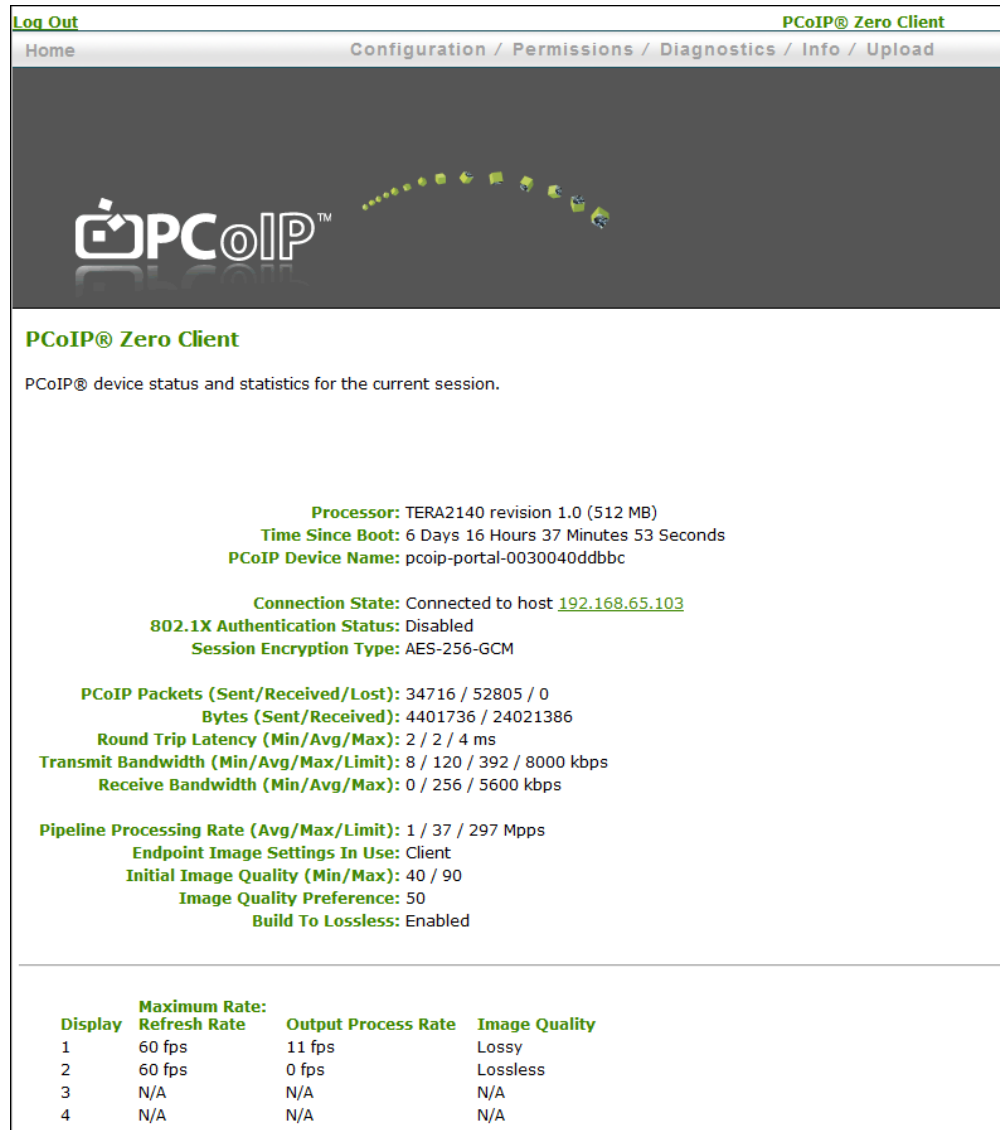 Log Out PCoIP® Zero Client
Home Configuration / Permissions / Diagnostics / Info / Upload
PCoIP™
PCoIP® Zero Client
PCoIP® device status and statistics for the current session.
Processor: TERA2140 revision 1.0 (512 MB)
Time Since Boot: 6 Days 16 Hours 37 Minutes 53 Seconds
PCoIP Device Name: pcoip-portal-0030040ddbbc
Connection State: Connected to host 192.168.65.103
802.1X Authentication Status: Disabled
Session Encryption Type: AES-256-GCM
PCoIP Packets (Sent/Received/Lost): 34716 / 52805 / 0
Bytes (Sent/Received): 4401736 / 24021386
Round Trip Latency (Min/Avg/Max): 2 / 2 / 4 ms
Transmit Bandwidth (Min/Avg/Max/Limit): 8 / 120 / 392 / 8000 kbps
Receive Bandwidth (Min/Avg/Max): 0 / 256 / 5600 kbps
Pipeline Processing Rate (Avg/Max/Limit): 1 / 37 / 297 Mpps
Endpoint Image Settings In Use: Client
Initial Image Quality (Min/Max): 40 / 90
Image Quality Preference: 50
Build To Lossless: Enabled
Maximum Rate:
Display Refresh Rate Output Process Rate Image Quality
1 60 fps 11 fps Lossy
2 60 fps 0 fps Lossless
3 N/A N/A N/A
4 N/A N/A N/A